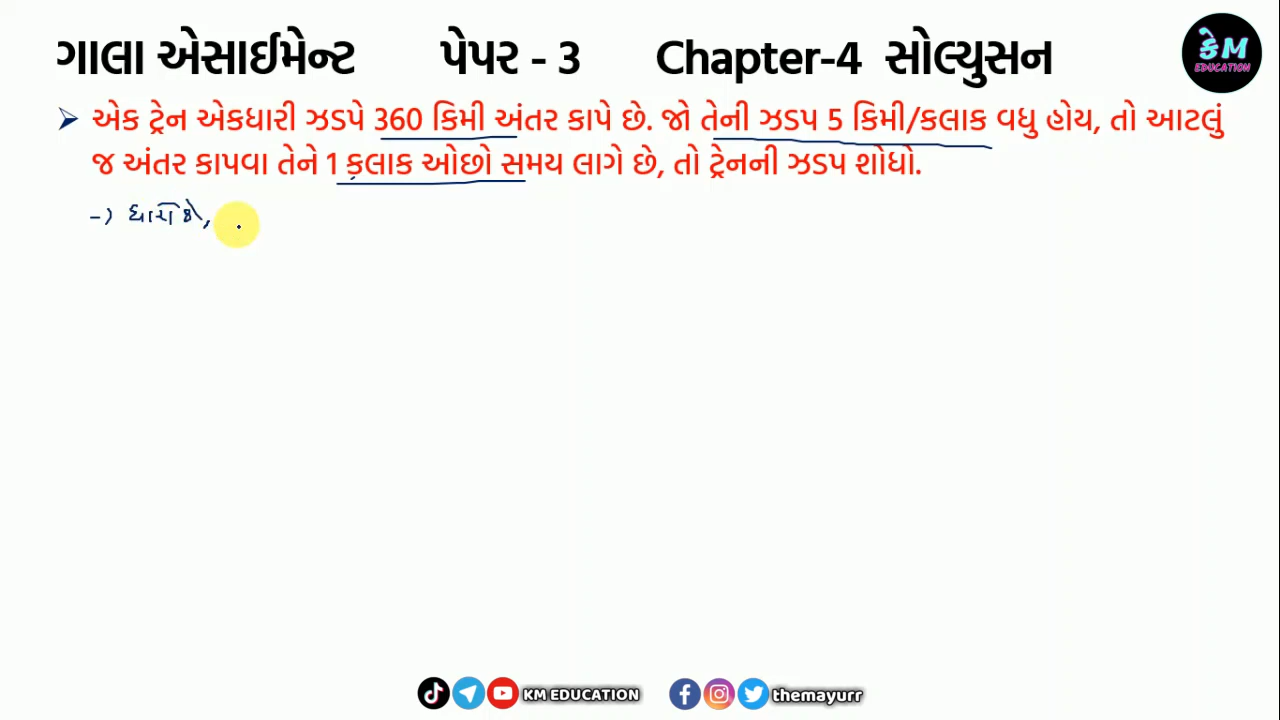 ગાલા એસાઈમેન્ટ પેપર - 3 Chapter-4 સોલ્યુસન
કેM
EDUCATION
➤ એક ટ્રેન એકધારી ઝડપે 360 કિમી અંતર કાપે છે. જો તેની ઝડપ 5 કિમી/કલાક વધુ હોય, તો આટલું
જ અંતર કાપવા તેને 1 કલાક ઓછો સમય લાગે છે, તો ટ્રેનની ઝડપ શોધો.
→ ધારો કે,
KM EDUCATION themayurr